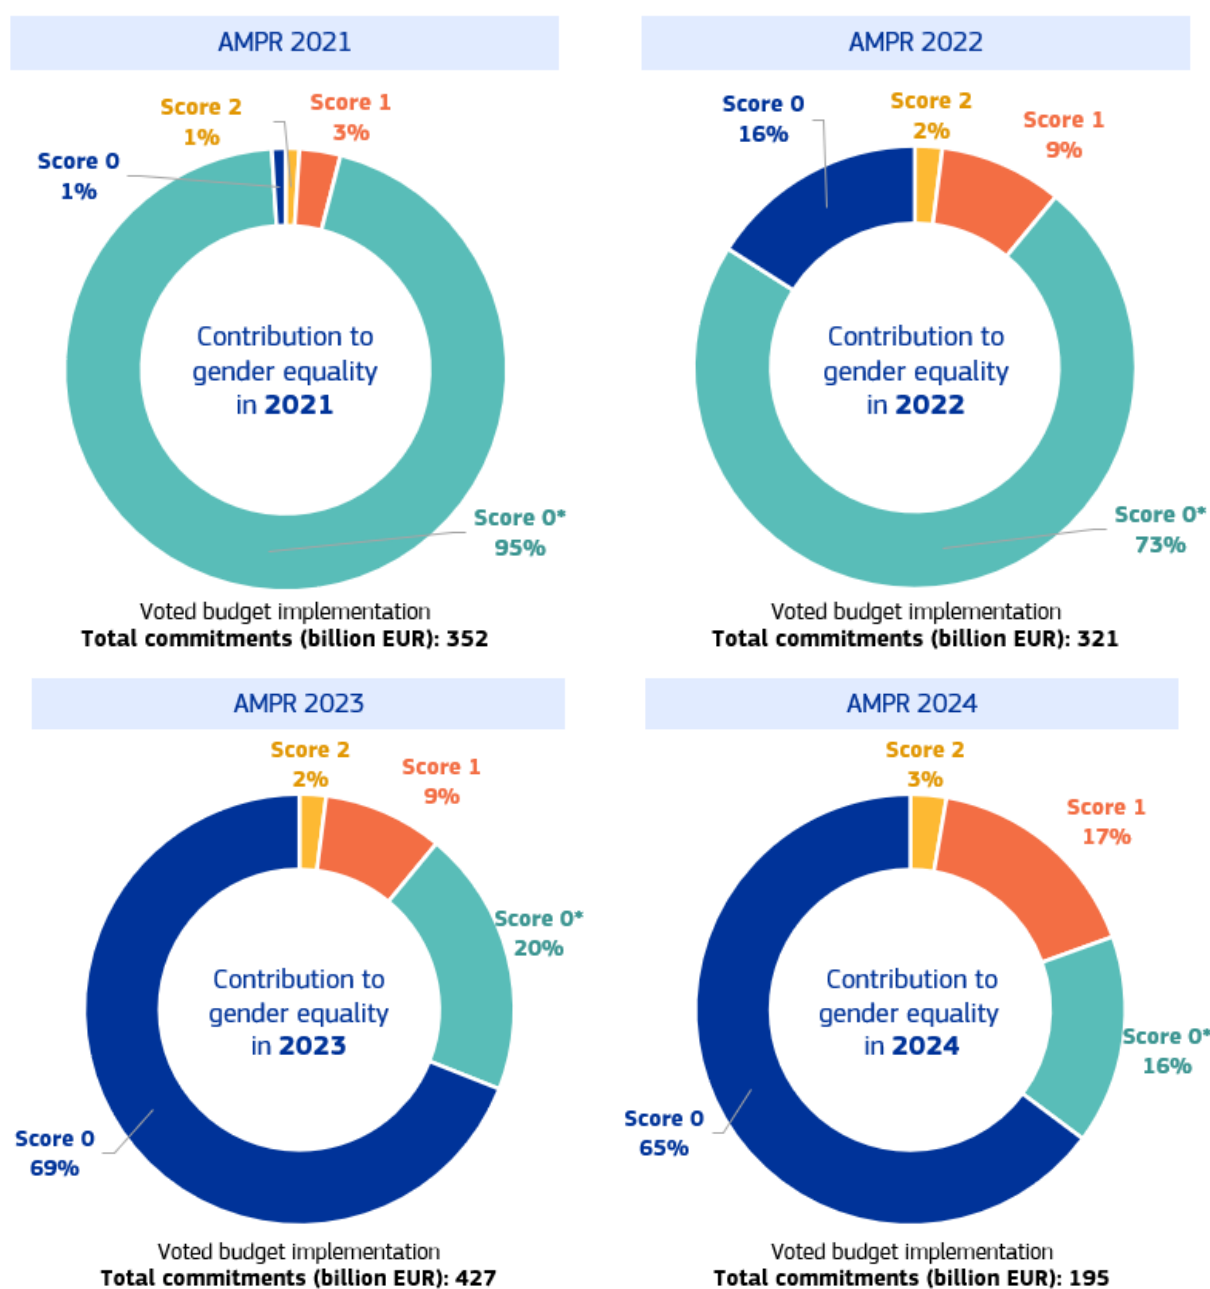 AMPR 2021
Score 2
1%
Score 1
3%
Score 0
1%
Contribution to
gender equality
in 2021
Score 0*
95%
Voted budget implementation
Total commitments (billion EUR): 352
AMPR 2022
Score 0
16%
Score 2
2%
Score 1
9%
Contribution to
gender equality
in 2022
Score 0*
73%
Voted budget implementation
Total commitments (billion EUR): 321
AMPR 2023
Score 2
2%
Score 1
9%
Score 0*
20%
Contribution to
gender equality
in 2023
Score 0
69%
Voted budget implementation
Total commitments (billion EUR): 427
AMPR 2024
Score 2
3%
Score 1
17%
Contribution to
gender equality
in 2024
Score 0*
16%
Score 0
65%
Voted budget implementation
Total commitments (billion EUR): 195